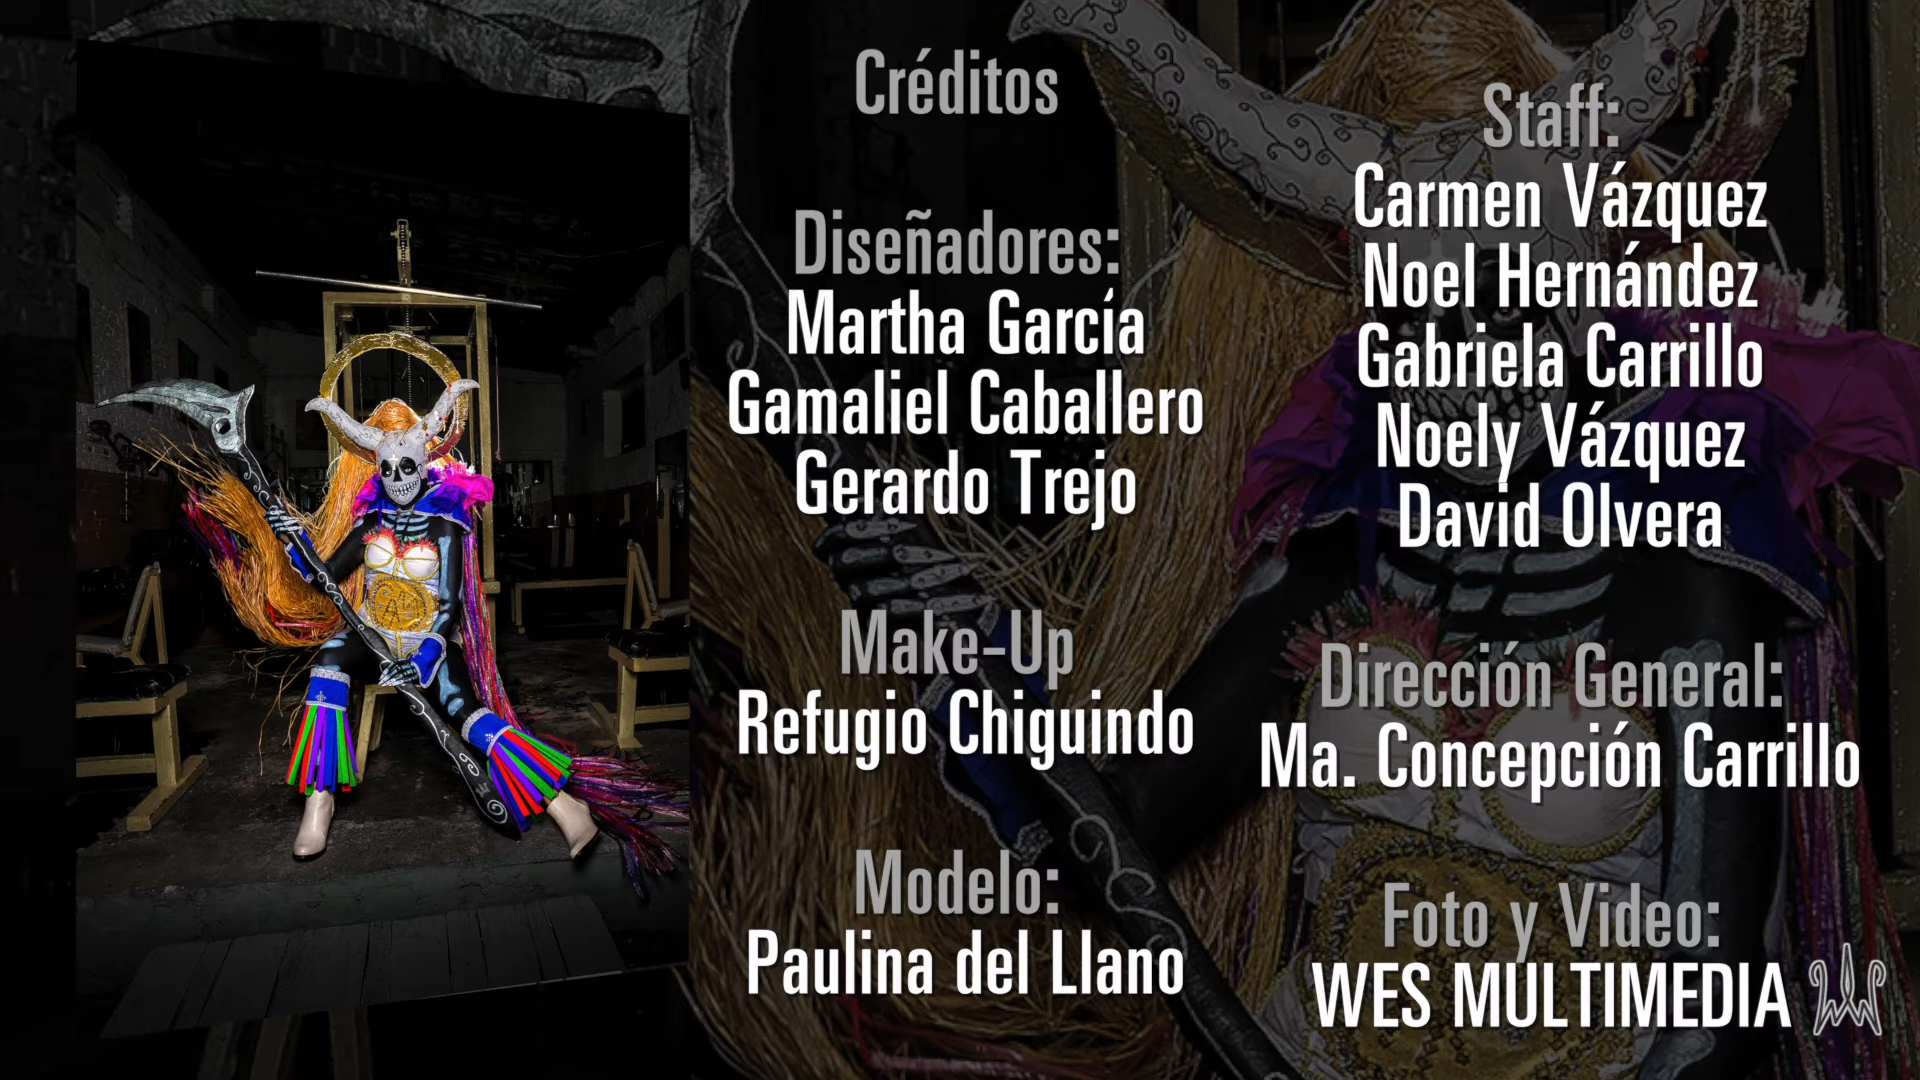 Créditos
Diseñadores:
Martha García
Gamaliel Caballero
Gerardo Trejo
Make-Up
Refugio Chiguindo
Modelo:
Paulina del Llano
Staff:
Carmen Vázquez
Noel Hernández
Gabriela Carrillo
Noely Vázquez
David Olvera
Dirección General:
Ma. Concepción Carrillo
Foto y Video:
WES MULTIMEDIA